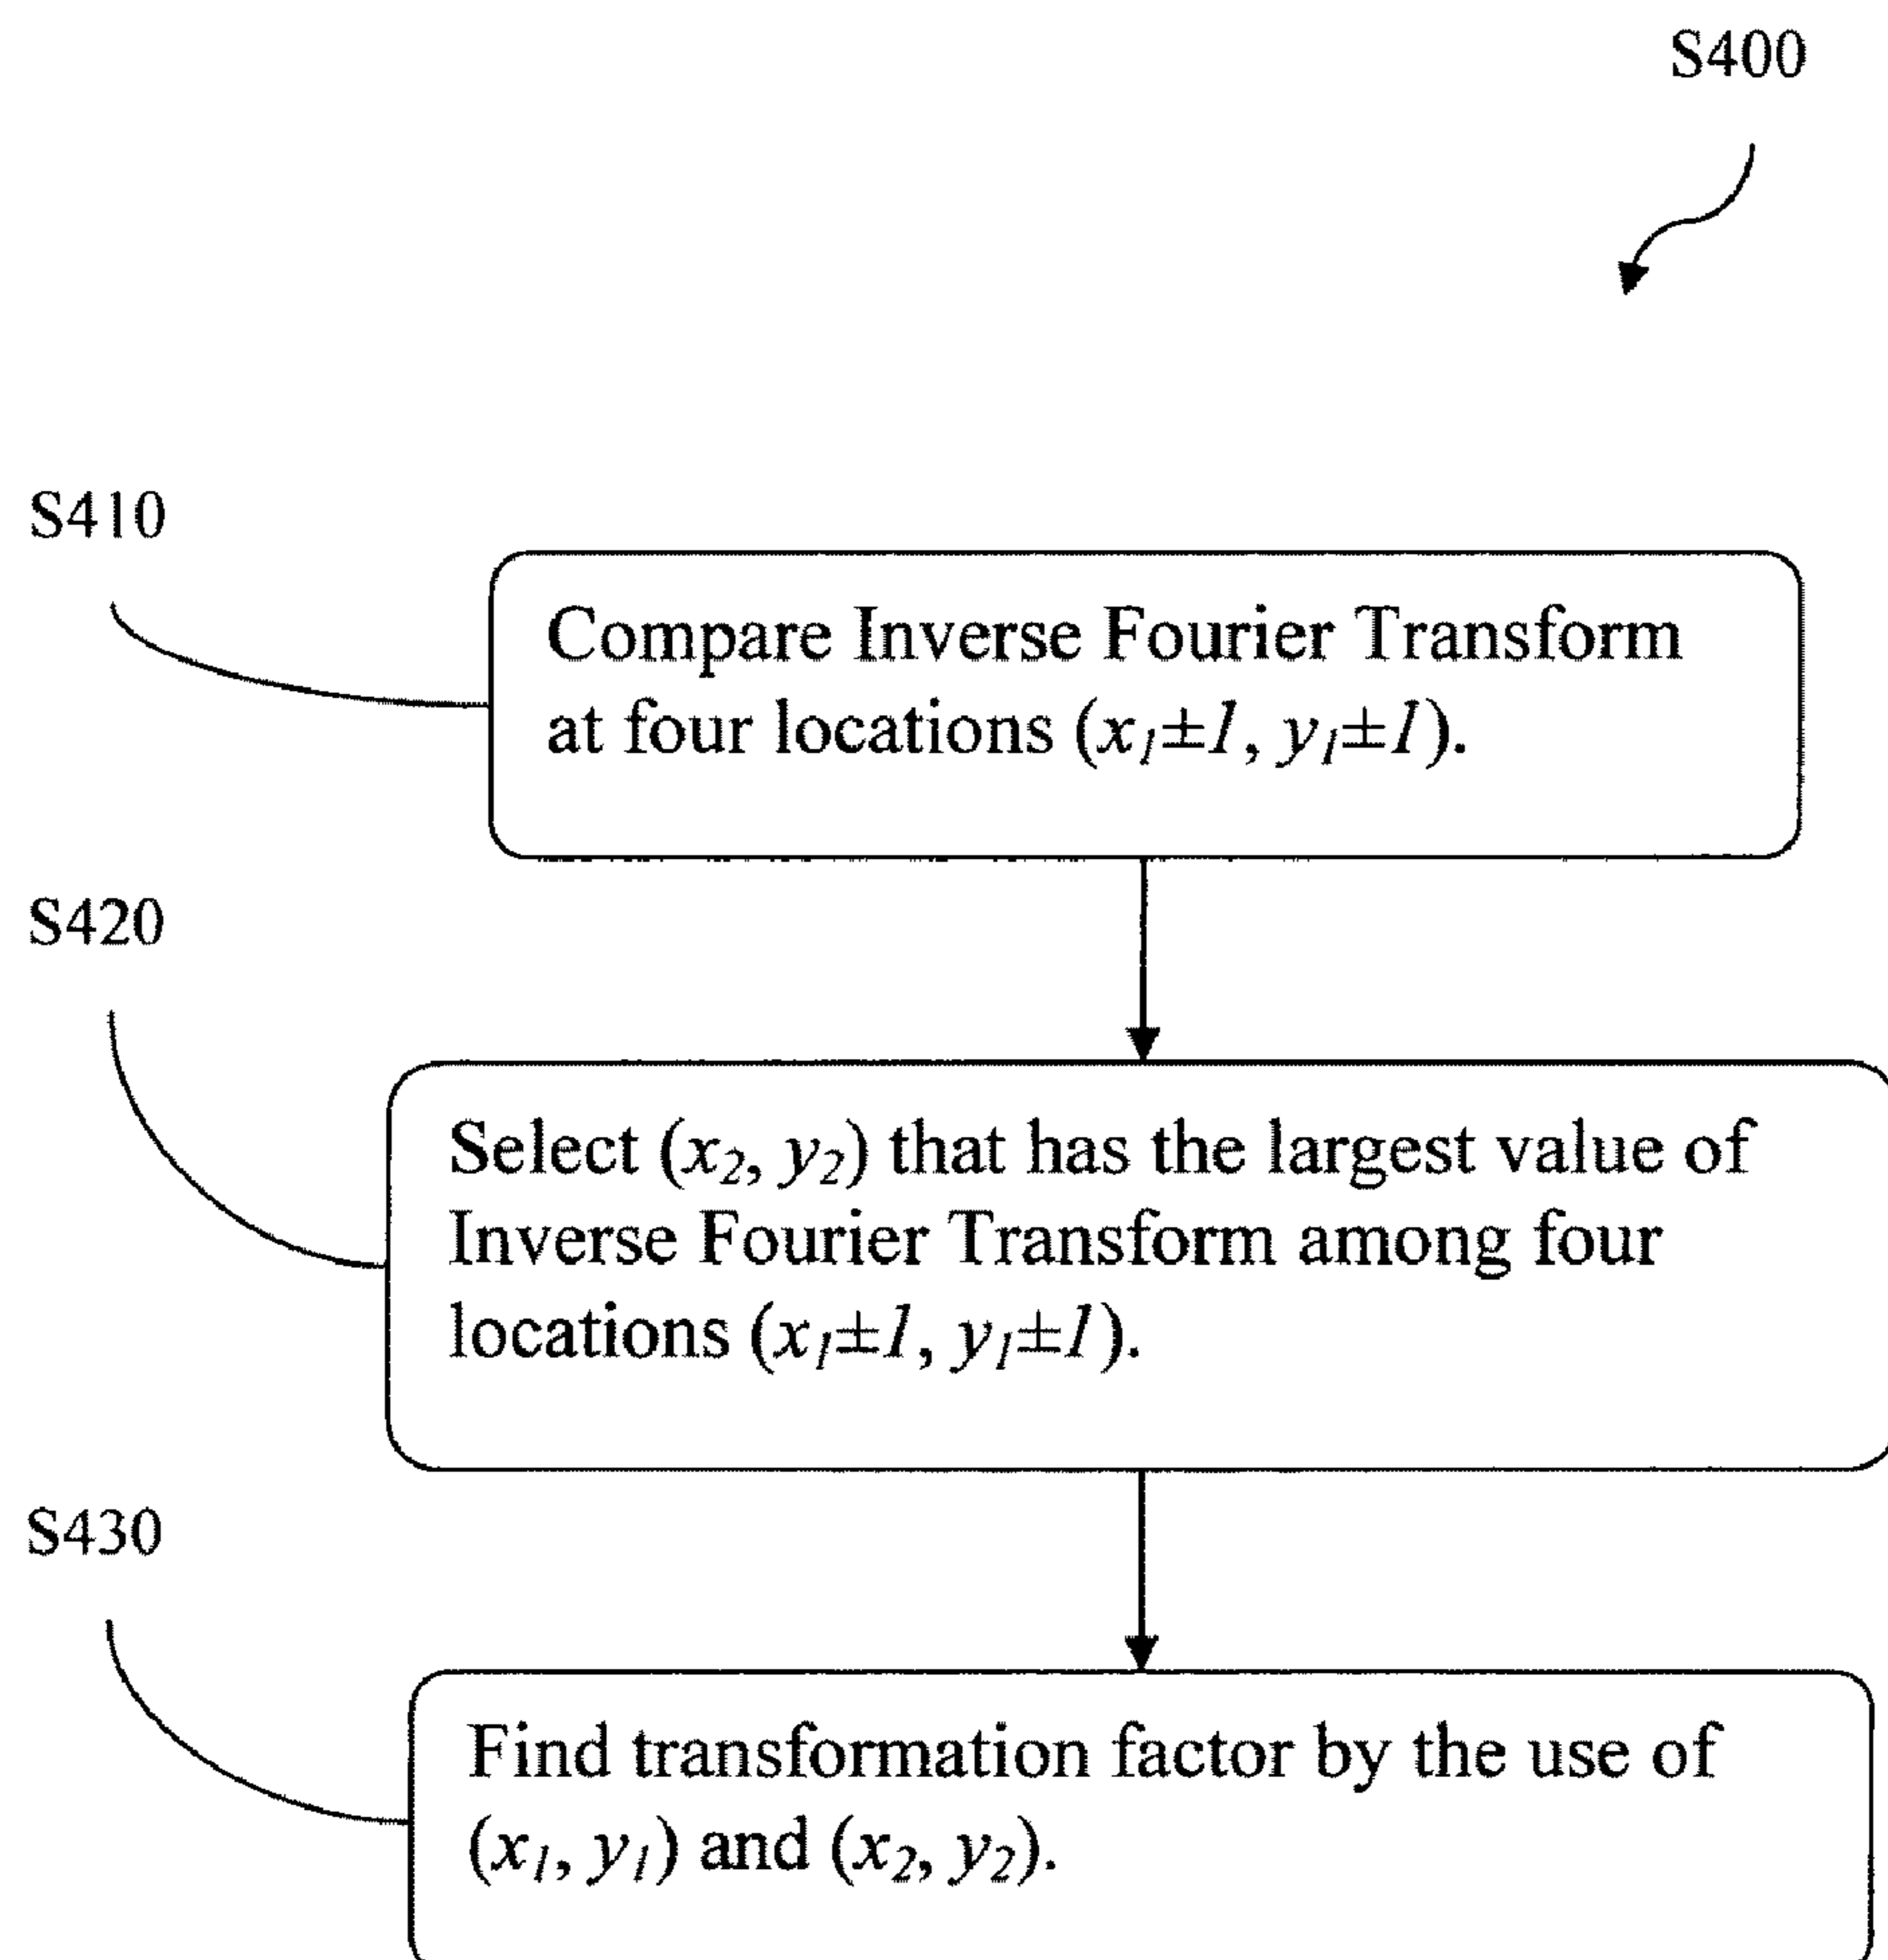 S400
S410
Compare Inverse Fourier Transform
at four locations (x₁±1, y₁±1).
S420
Select (x₂, y₂) that has the largest value of
Inverse Fourier Transform among four
locations (x₁±1, y₁±1).
S430
Find transformation factor by the use of
(x₁, y₁) and (x₂, y₂).